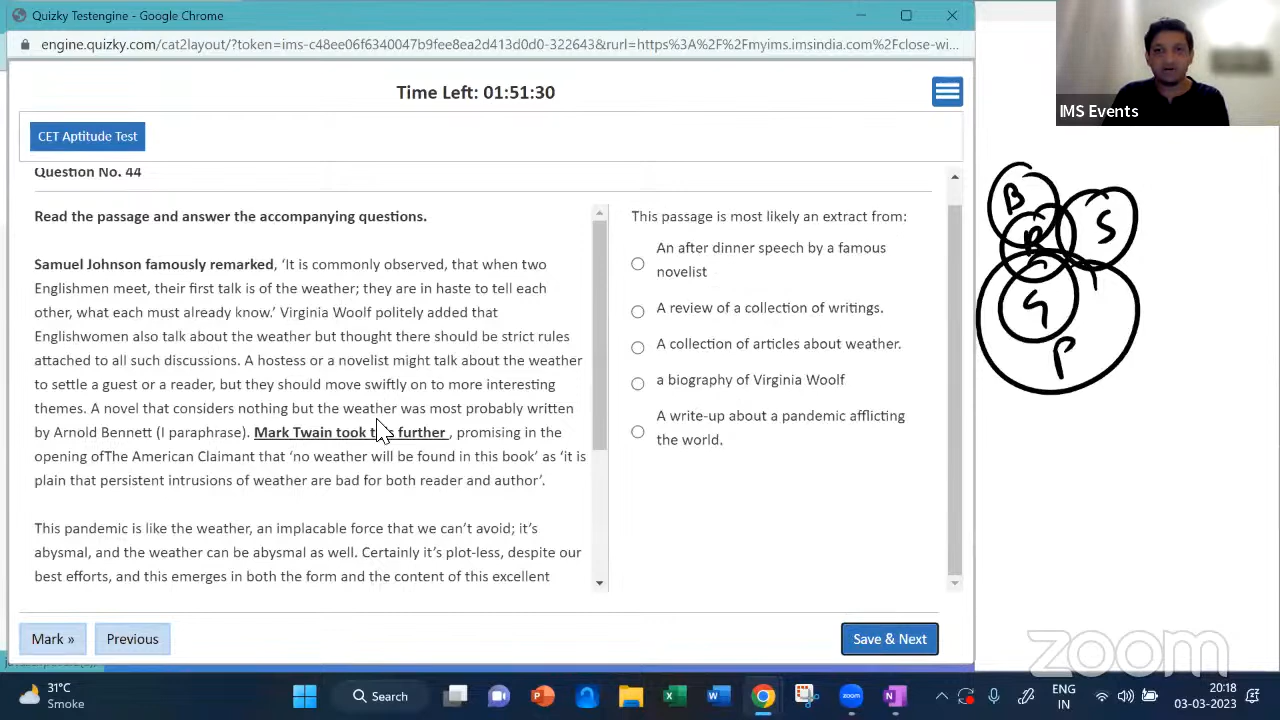 Quizky Testengine - Google Chrome
engine.quizky.com/cat2layout/?token=ims-c48ee06f6340047b9fee8ea2d413d0d0-322643&rurl=https%3A%2F%2Fmyims.imsindia.com%2Fclose-wi...
IMS Events
Time Left: 01:51:30
CET Aptitude Test
Question No. 44
Read the passage and answer the accompanying questions.
Samuel Johnson famously remarked, ‘It is commonly observed, that when two
Englishmen meet, their first talk is of the weather; they are in haste to tell each
other, what each must already know.’ Virginia Woolf politely added that
Englishwomen also talk about the weather but thought there should be strict rules
attached to all such discussions. A hostess or a novelist might talk about the weather
to settle a guest or a reader, but they should move swiftly on to more interesting
themes. A novel that considers nothing but the weather was most probably written
by Arnold Bennett (I paraphrase). Mark Twain took this further , promising in the
opening ofThe American Claimant that ‘no weather will be found in this book’ as ‘it is
plain that persistent intrusions of weather are bad for both reader and author’.
This pandemic is like the weather, an implacable force that we can’t avoid; it’s
abysmal, and the weather can be abysmal as well. Certainly it’s plot-less, despite our
best efforts, and this emerges in both the form and the content of this excellent
This passage is most likely an extract from:
An after dinner speech by a famous
novelist
A review of a collection of writings.
A collection of articles about weather.
a biography of Virginia Woolf
A write-up about a pandemic afflicting
the world.
B
R
S
G
P
Mark »
Previous
Save & Next
zoom
31°C
Smoke
Search
ENG
IN
20:18
03-03-2023